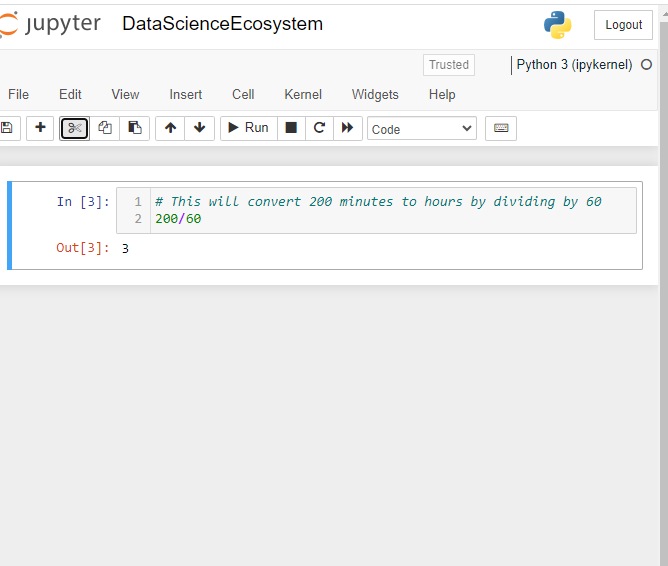 jupyter DataScienceEcosystem Logout
Trusted Python 3 (ipykernel)
File Edit View Insert Cell Kernel Widgets Help
Run Code
In [3]: 1 # This will convert 200 minutes to hours by dividing by 60
2 200/60
Out[3]: 3